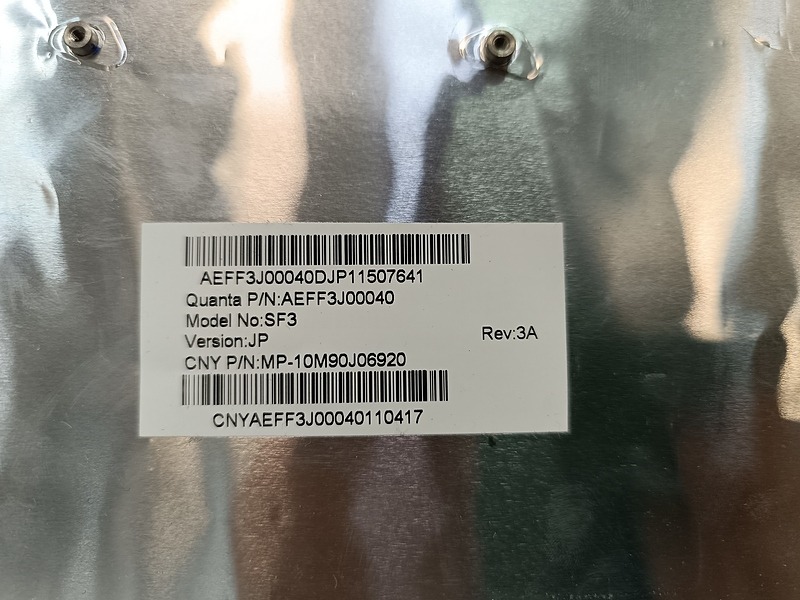 AEFF3J00040DJP11507641
Quanta P/N:AEFF3J00040
Model No:SF3
Version:JP
Rev:3A
CNY P/N:MP-10M90J06920
CNYAEFF3J00040110417